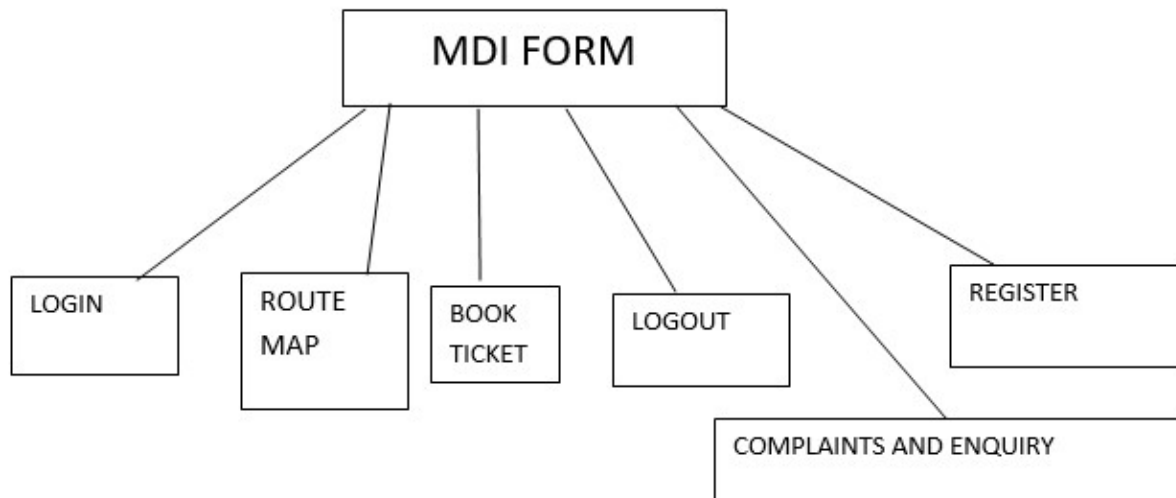 MDI FORM
LOGIN
ROUTE
MAP
BOOK
TICKET
LOGOUT
REGISTER
COMPLAINTS AND ENQUIRY